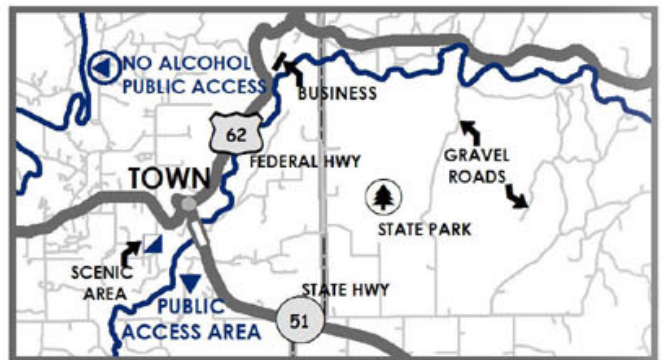 NO ALCOHOL
PUBLIC ACCESS
BUSINESS
62
FEDERAL HWY
TOWN
GRAVEL
ROADS
STATE PARK
SCENIC
AREA
STATE HWY
PUBLIC
ACCESS AREA
51